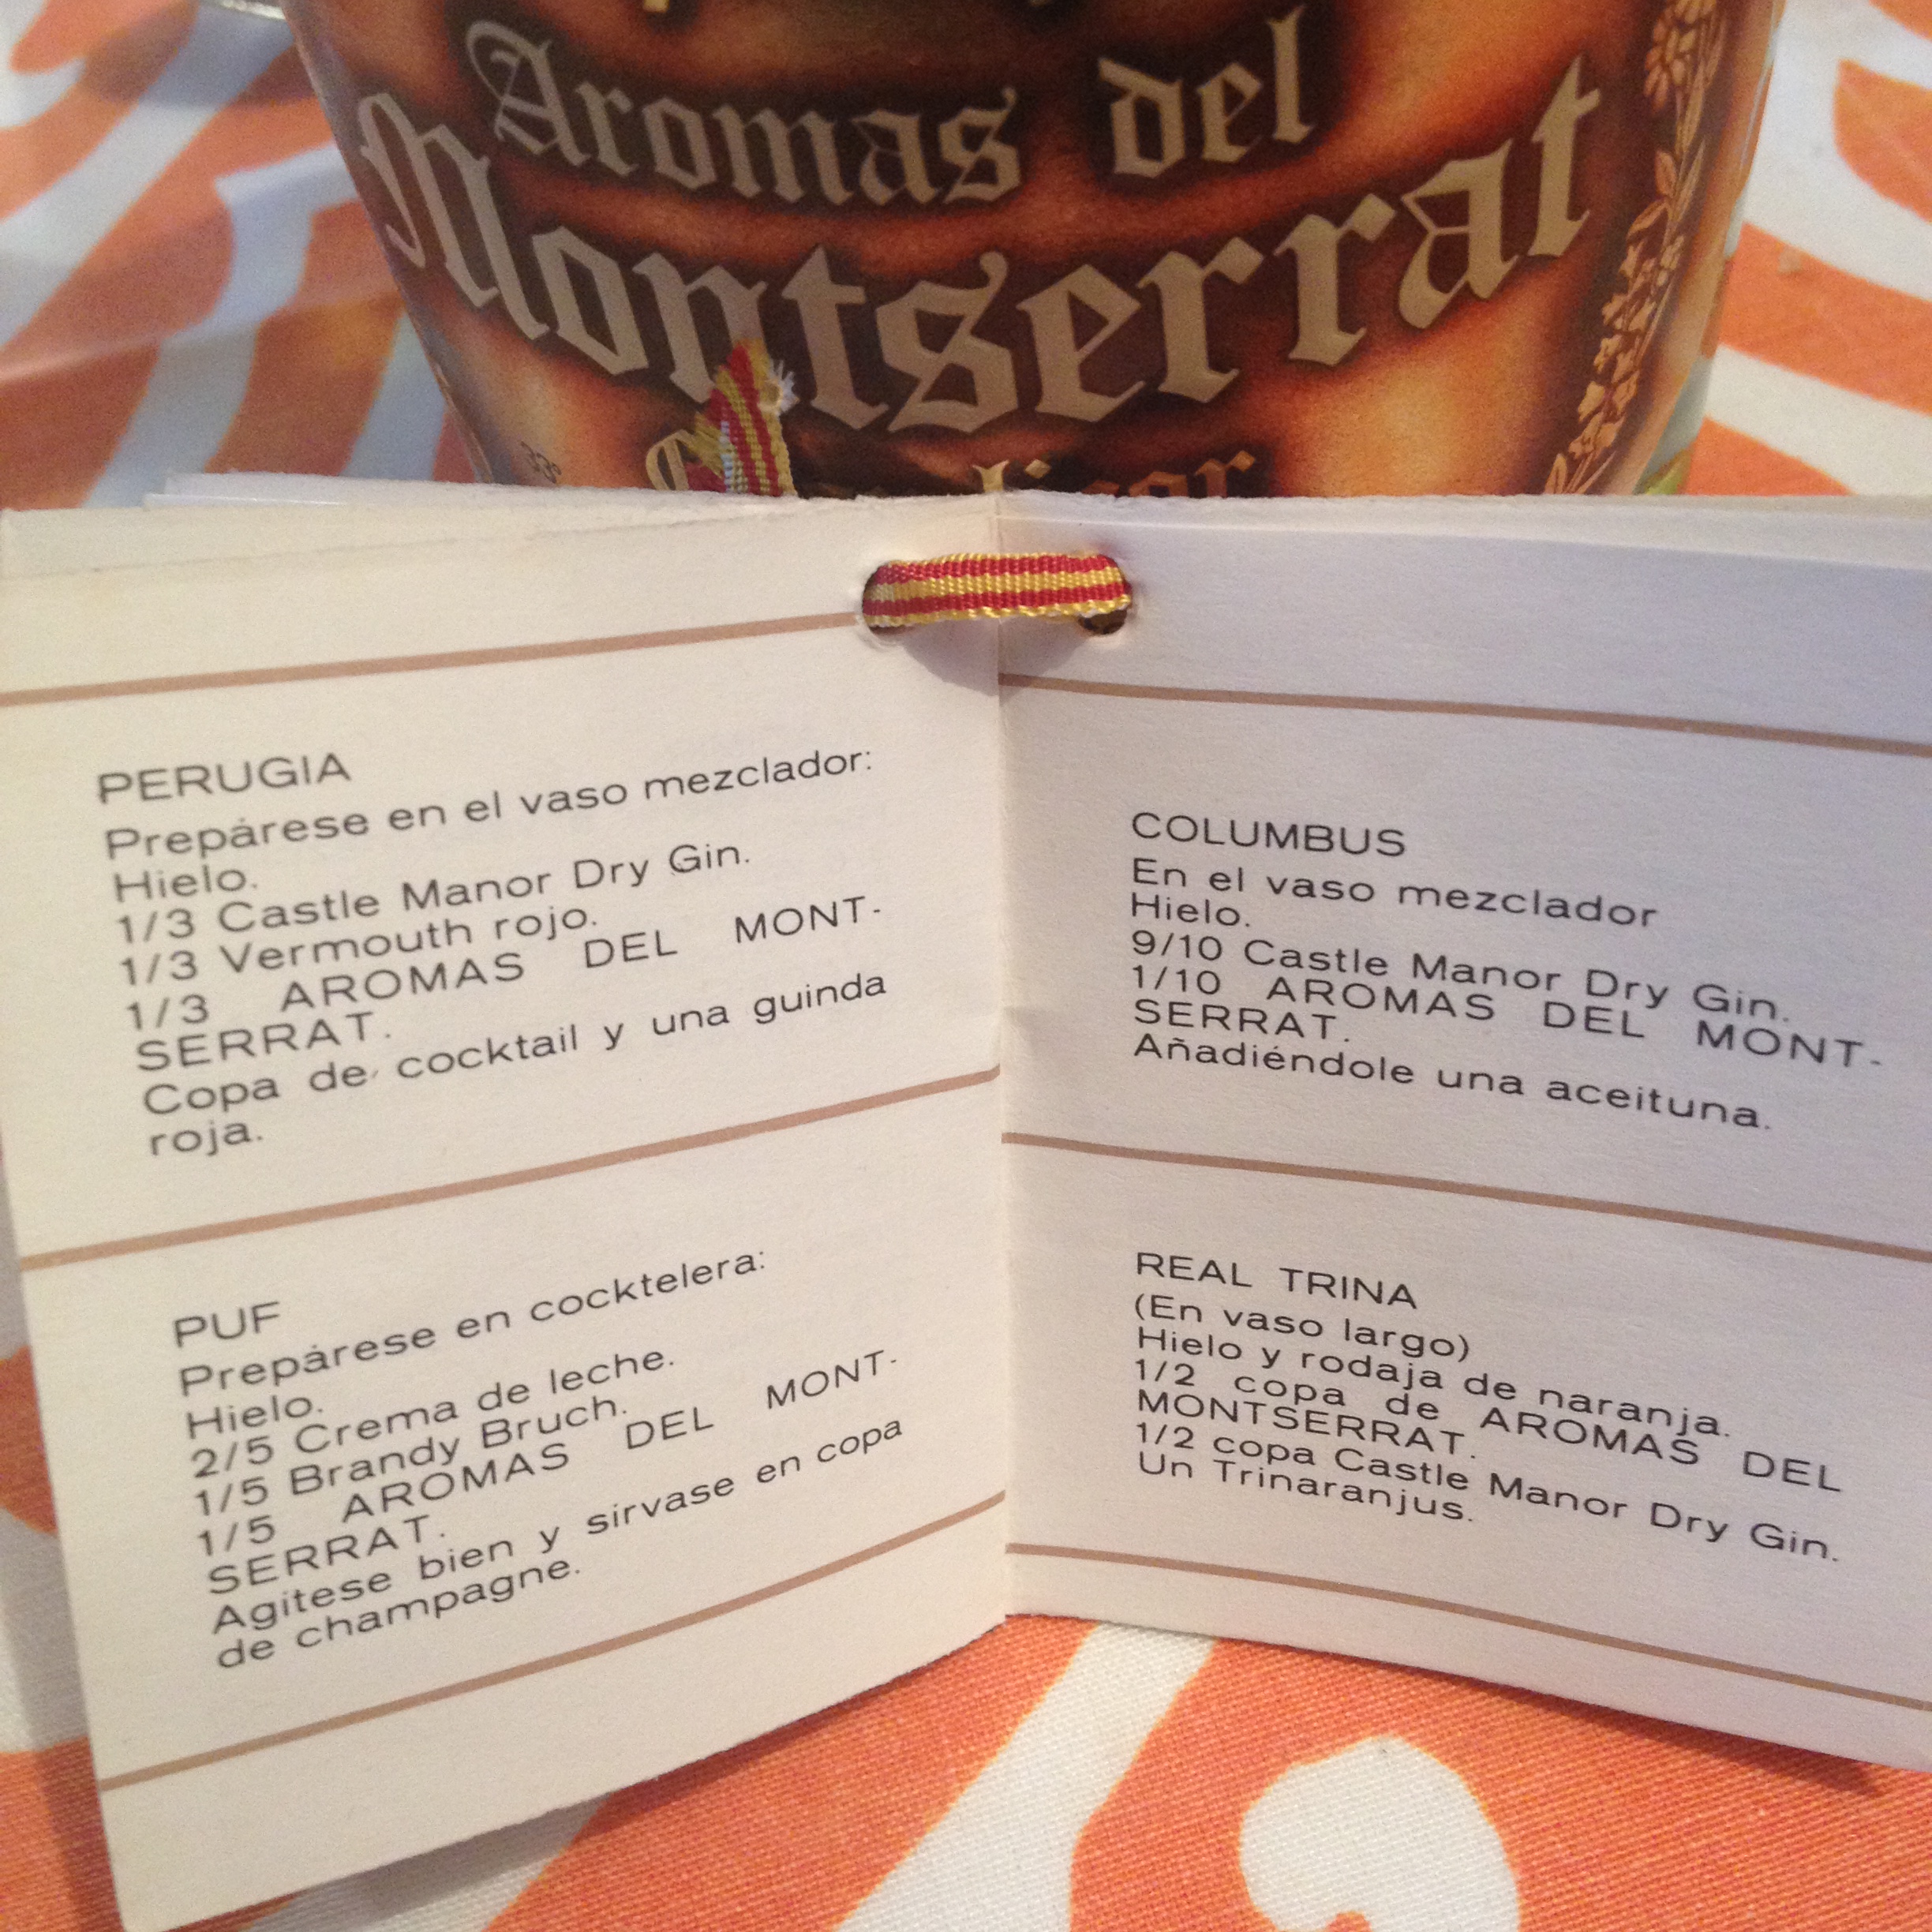 Aromas del
Montserrat
33°
licor
PERUGIA
Prepárese en el vaso mezclador:
Hielo.
1/3 Castle Manor Dry Gin.
1/3 Vermouth rojo.
1/3 AROMAS DEL MONT-
SERRAT.
Copa de cocktail y una guinda
roja.
PUF
Prepárese en cocktelera:
Hielo.
2/5 Crema de leche.
1/5 Brandy Bruch.
1/5 AROMAS DEL MONT-
SERRAT.
Agitese bien y sirvase en copa
de champagne.
COLUMBUS
En el vaso mezclador
Hielo.
9/10 Castle Manor Dry Gin.
1/10 AROMAS DEL MONT-
SERRAT.
Añadiéndole una aceituna.
REAL TRINA
(En vaso largo)
Hielo y rodaja de naranja.
1/2 copa de AROMAS DEL
MONTSERRAT.
1/2 copa Castle Manor Dry Gin.
Un Trinaranjus.